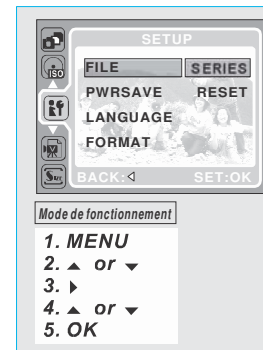 SETUP
ISO
FILE SERIES
PWRSAVE RESET
LANGUAGE
FORMAT
BACK:◁ SET:OK
Mode de fonctionnement
1. MENU
2. ▲ or ▼
3. ▶
4. ▲ or ▼
5. OK